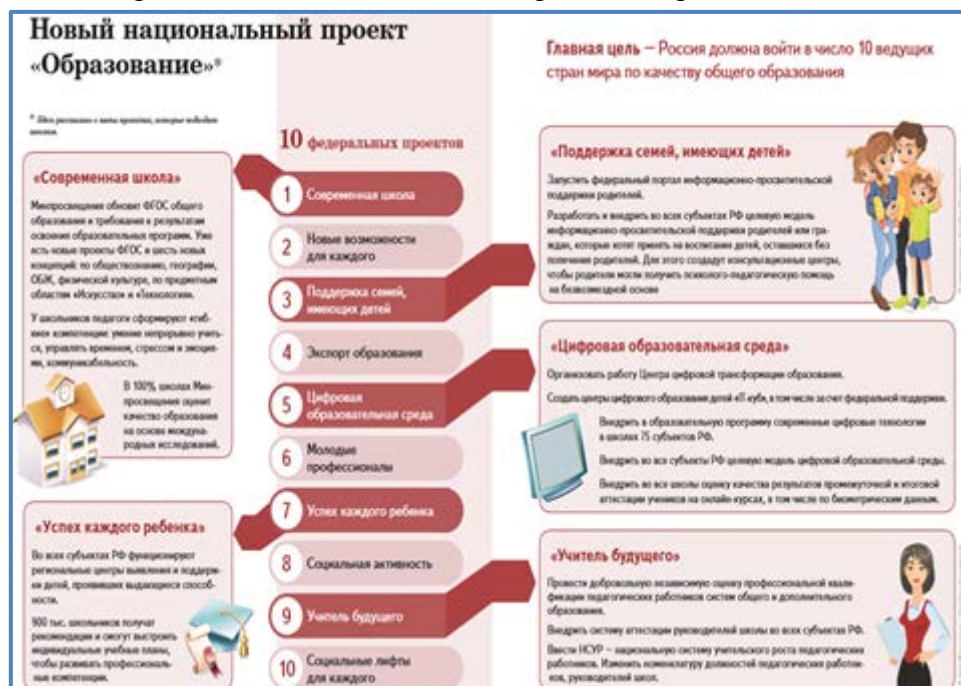 Новый национальный проект
«Образование»*
Главная цель – Россия должна войти в число 10 ведущих
стран мира по качеству общего образования
* Здесь рассказано о пяти проектах, которые
10 федеральных проектов
1 Современная школа
2 Новые возможности
для каждого
3 Поддержка семей,
имеющих детей
4 Экспорт образования
5 Цифровая
образовательная среда
6 Молодые
профессионалы
7 Успех каждого ребенка
8 Социальная активность
9 Учитель будущего
10 Социальные лифты
для каждого
«Современная школа»
Минпросвещения обновит ФГОС общего
образования и требования к результатам
освоения образовательных программ. Уже
есть новые проекты ФГОС и шесть новых
концепций: по обществознанию, географии,
ОБЖ, физической культуре, по предметным
областям «Искусство» и «Технология».
У школьников педагоги сформируют «гиб-
кие» компетенции: умение непрерывно учить-
ся, управлять временем, стрессом и эмоция-
ми, коммуникабельность.
В 100% школах Мин-
просвещения оценит
качество образования
на основе междуна-
родных исследований.
«Успех каждого ребенка»
Во всех субъектах РФ функционируют
региональные центры выявления и поддерж-
ки детей, проявивших выдающиеся способ-
ности.
900 тыс. школьников получат
рекомендации и смогут выстроить
индивидуальные учебные планы,
чтобы развивать профессиональ-
ные компетенции.
«Поддержка семей, имеющих детей»
Запустить федеральный портал информационно-просветительской
поддержки родителей.
Разработать и внедрить во всех субъектах РФ целевую модель
информационно-просветительской поддержки родителей или гра-
ждан, которые хотят принять на воспитание детей, оставшихся без
попечения родителей. Для этого создадут консультационные центры,
чтобы родители могли получить психолого-педагогическую помощь
на безвозмездной основе
«Цифровая образовательная среда»
Организовать работу Центра цифровой трансформации образования.
Создать центры цифрового образования детей «IT-куб», в том числе за счет федеральной поддержки.
Внедрить в образовательную программу современные цифровые технологии
в школах 75 субъектов РФ.
Внедрить во все субъекты РФ целевую модель цифровой образовательной среды.
Внедрить во все школы оценку качества результатов промежуточной и итоговой
аттестации учеников на онлайн-курсах, в том числе по биометрическим данным.
«Учитель будущего»
Провести добровольную независимую оценку профессиональной квали-
фикации педагогических работников систем общего и дополнительного
образования.
Внедрить систему аттестации руководителей школы во всех субъектах РФ.
Ввести НСУР – национальную систему учительского роста педагогических
работников. Изменить номенклатуру должностей педагогических работни-
ков, руководителей школ.